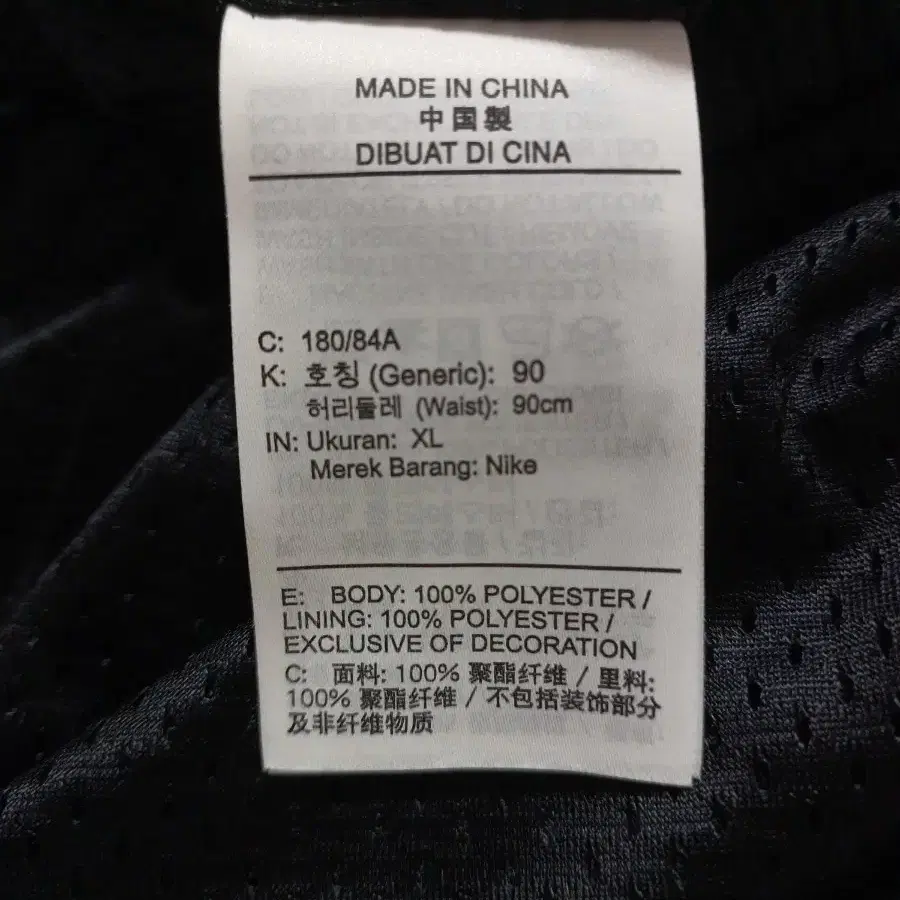 MADE IN CHINA
中国製
DIBUAT DI CINA
C: 180/84A
K: 호칭 (Generic): 90
허리둘레 (Waist): 90cm
IN: Ukuran: XL
Merek Barang: Nike
E: BODY: 100% POLYESTER /
LINING: 100% POLYESTER /
EXCLUSIVE OF DECORATION
C: 面料: 100% 聚酯纤维 / 里料:
100% 聚酯纤维 / 不包括装饰部分
及非纤维物质